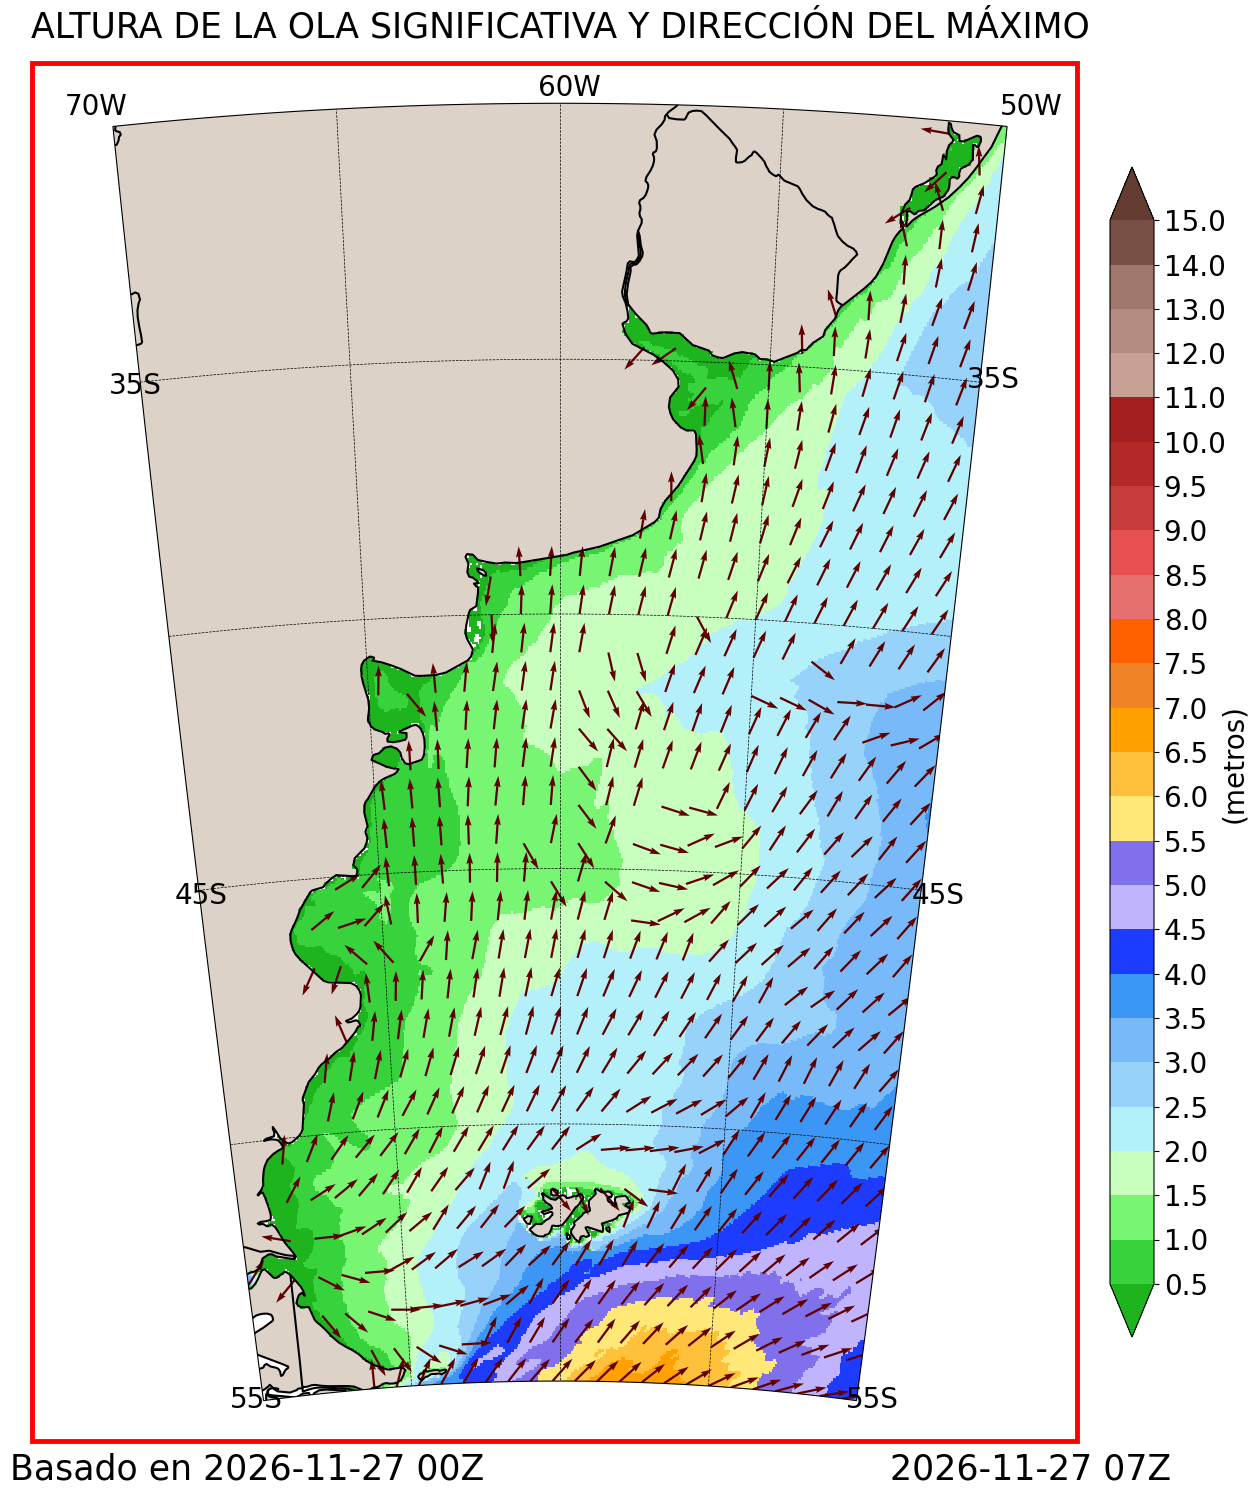 ALTURA DE LA OLA SIGNIFICATIVA Y DIRECCIÓN DEL MÁXIMO
70W
60W
50W
35S
35S
45S
45S
55S
55S
15.0
14.0
13.0
12.0
11.0
10.0
9.5
9.0
8.5
8.0
7.5
7.0
6.5
6.0
5.5
5.0
4.5
4.0
3.5
3.0
2.5
2.0
1.5
1.0
0.5
(metros)
Basado en 2026-11-27 00Z
2026-11-27 07Z